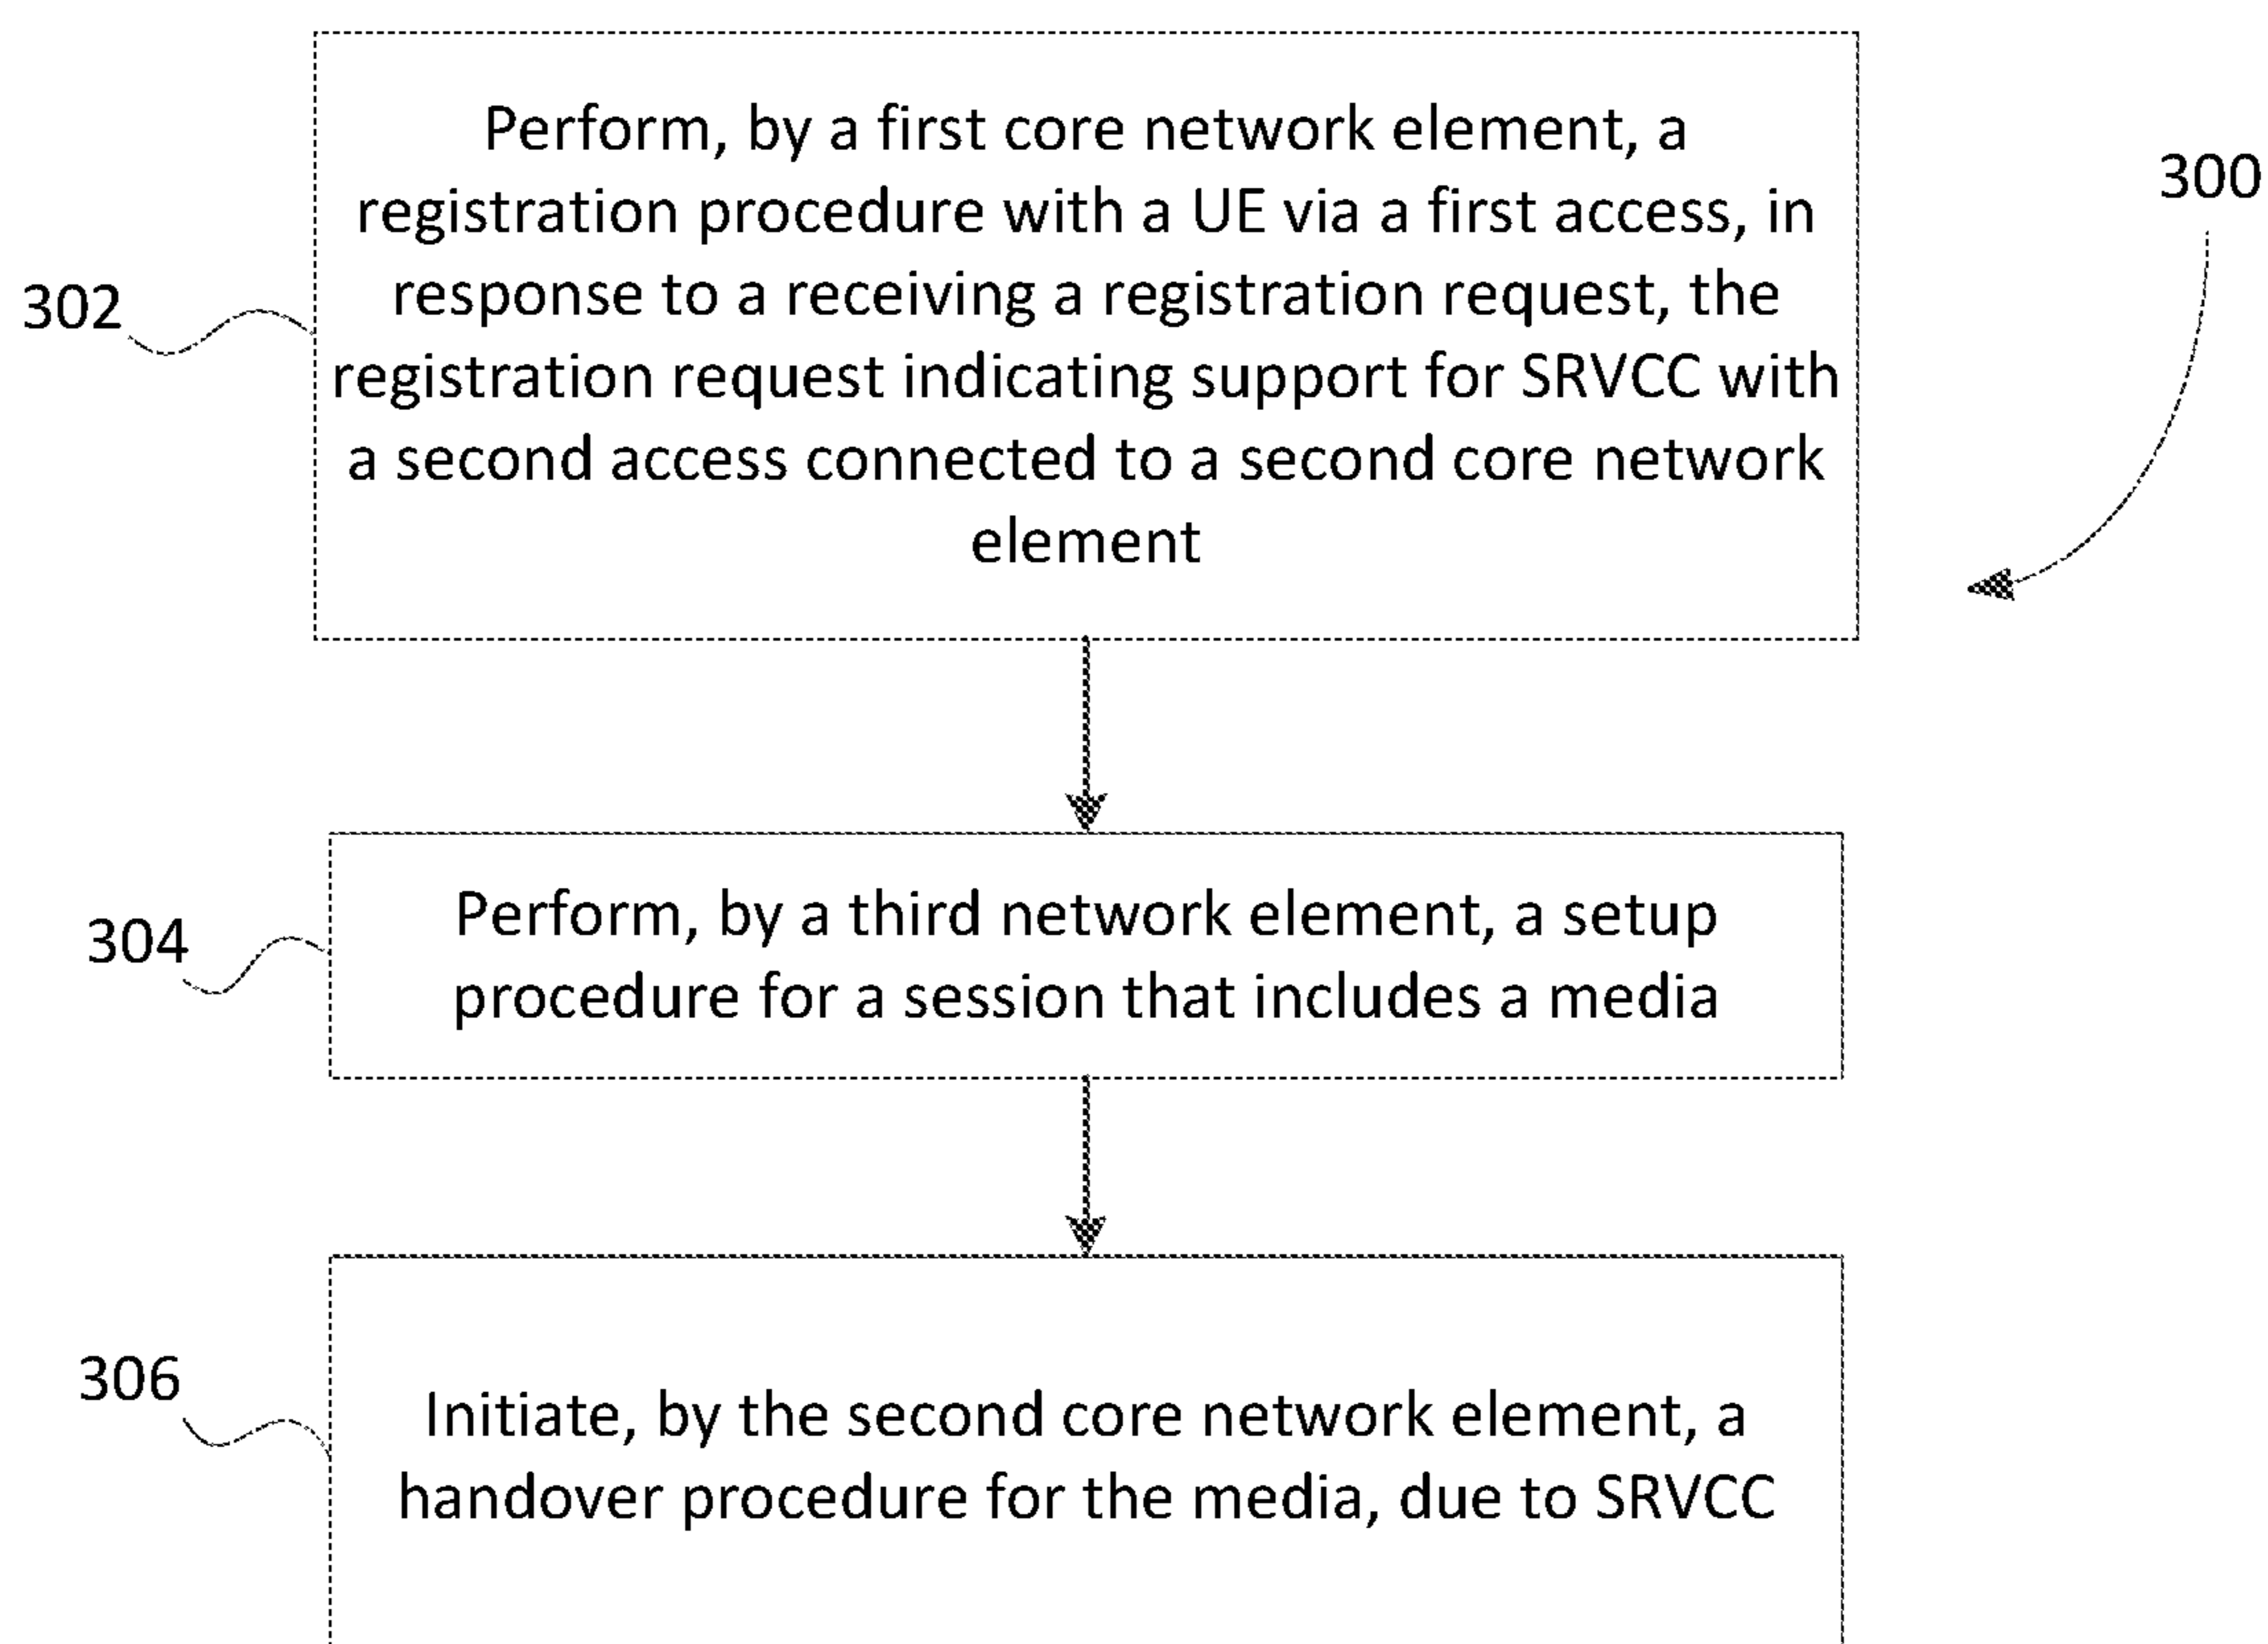 Perform, by a first core network element, a
registration procedure with a UE via a first access, in
response to a receiving a registration request, the
registration request indicating support for SRVCC with
a second access connected to a second core network
element
300
302
Perform, by a third network element, a setup
procedure for a session that includes a media
304
Initiate, by the second core network element, a
handover procedure for the media, due to SRVCC
306